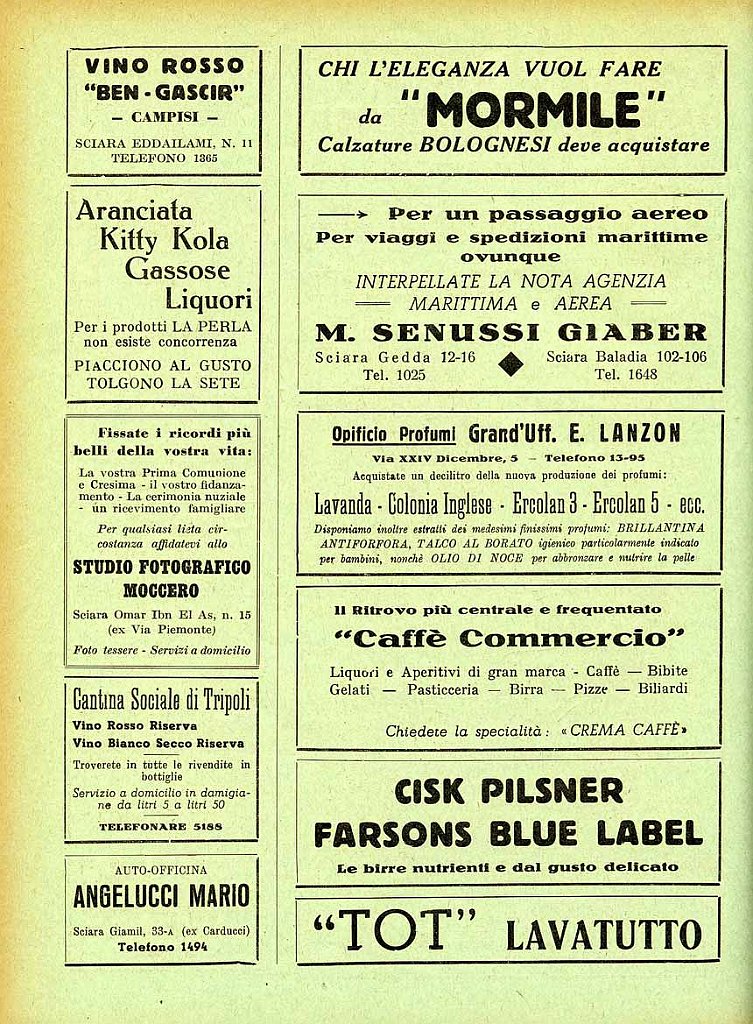 VINO ROSSO
"BEN - GASCIR"
— CAMPISI —
SCIARA EDDAILAMI, N. 11
TELEFONO 1365
Aranciata
Kitty Kola
Gassose
Liquori
Per i prodotti LA PERLA
non esiste concorrenza
PIACCIONO AL GUSTO
TOLGONO LA SETE
Fissate i ricordi più
belli della vostra vita:
La vostra Prima Comunione
e Cresima - il vostro fidanza-
mento - La cerimonia nuziale
- un ricevimento famigliare
Per qualsiasi lieta cir-
costanza affidatevi allo
STUDIO FOTOGRAFICO
MOCCERO
Sciara Omar Ibn El As, n. 15
(ex Via Piemonte)
Foto tessere - Servizi a domicilio
Cantina Sociale di Tripoli
Vino Rosso Riserva
Vino Bianco Secco Riserva
Troverete in tutte le rivendite in
bottiglie
Servizio a domicilio in damigia-
ne da litri 5 a litri 50
TELEFONARE 5188
AUTO-OFFICINA
ANGELUCCI MARIO
Sciara Giamil, 33-A (ex Carducci)
Telefono 1494
CHI L'ELEGANZA VUOL FARE
da "MORMILE"
Calzature BOLOGNESI deve acquistare
Per un passaggio aereo
Per viaggi e spedizioni marittime
ovunque
INTERPELLATE LA NOTA AGENZIA
MARITTIMA e AEREA
M. SENUSSI GIABER
Sciara Gedda 12-16 Sciara Baladia 102-106
Tel. 1025 Tel. 1648
Opificio Profumi Grand'Uff. E. LANZON
Via XXIV Dicembre, 5 - Telefono 13-95
Acquistate un decilitro della nuova produzione dei profumi:
Lavanda - Colonia Inglese - Ercolan 3 - Ercolan 5 - ecc.
Disponiamo inoltre estratti dei medesimi finissimi profumi: BRILLANTINA
ANTIFORFORA, TALCO AL BORATO igienico particolarmente indicato
per bambini, nonchè OLIO DI NOCE per abbronzare e nutrire la pelle
Il Ritrovo più centrale e frequentato
"Caffè Commercio"
Liquori e Aperitivi di gran marca - Caffè — Bibite
Gelati — Pasticceria — Birra — Pizze — Biliardi
Chiedete la specialità: «CREMA CAFFÈ»
CISK PILSNER
FARSONS BLUE LABEL
Le birre nutrienti e dal gusto delicato
"TOT" LAVATUTTO